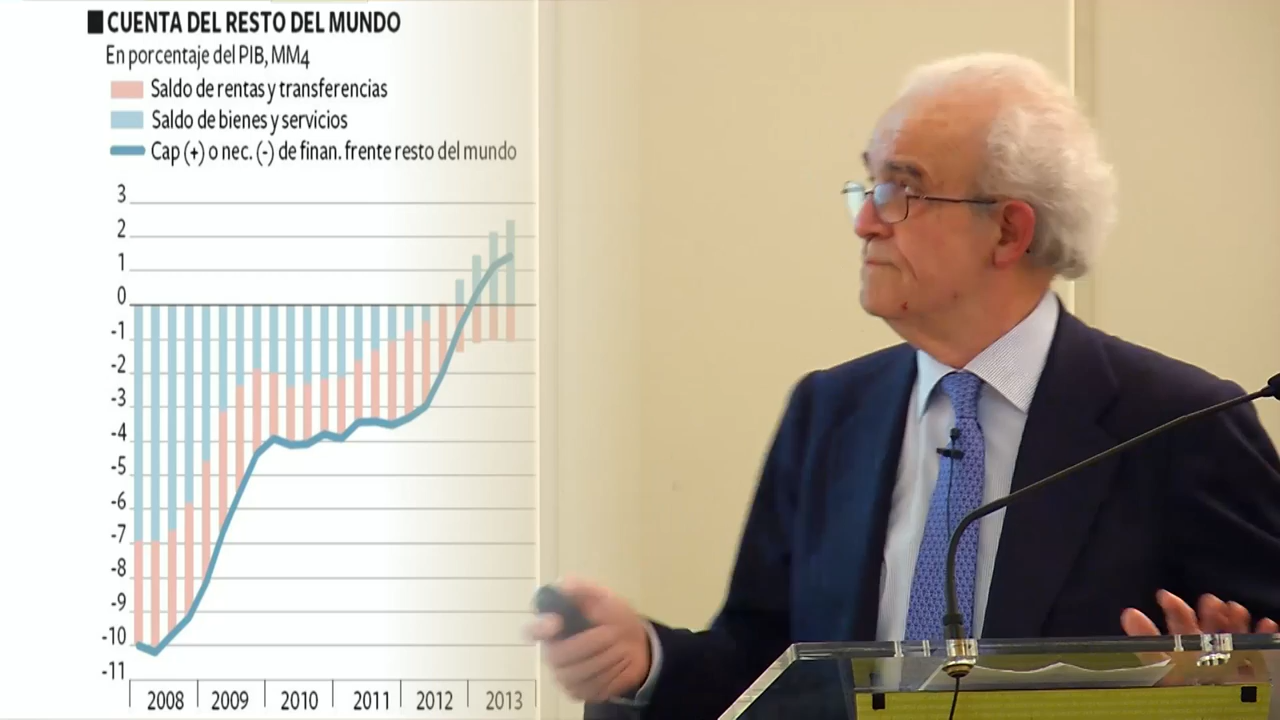 CUENTA DEL RESTO DEL MUNDO
En porcentaje del PIB, MM4
Saldo de rentas y transferencias
Saldo de bienes y servicios
Cap (+) o nec. (-) de finan. frente resto del mundo
3
2
1
0
-1
-2
-3
-4
-5
-6
-7
-8
-9
-10
-11
2008 2009 2010 2011 2012 2013